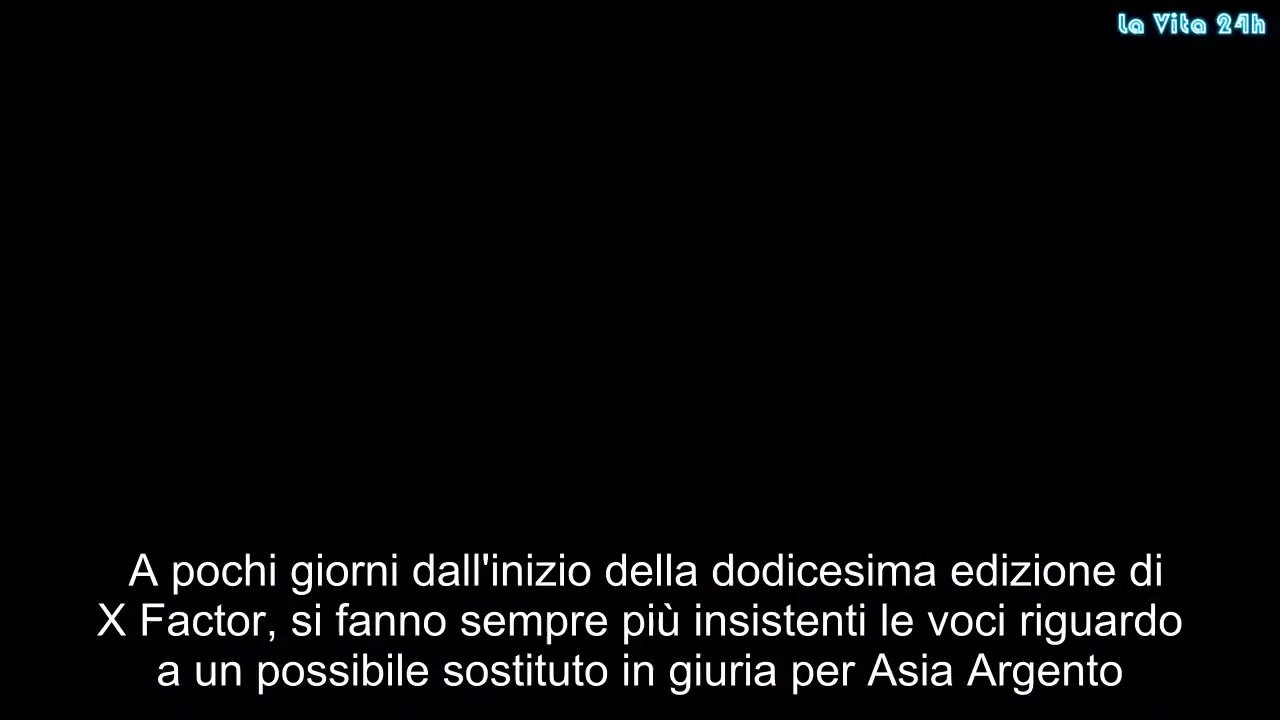 la Vita 24h
A pochi giorni dall'inizio della dodicesima edizione di
X Factor, si fanno sempre più insistenti le voci riguardo
a un possibile sostituto in giuria per Asia Argento